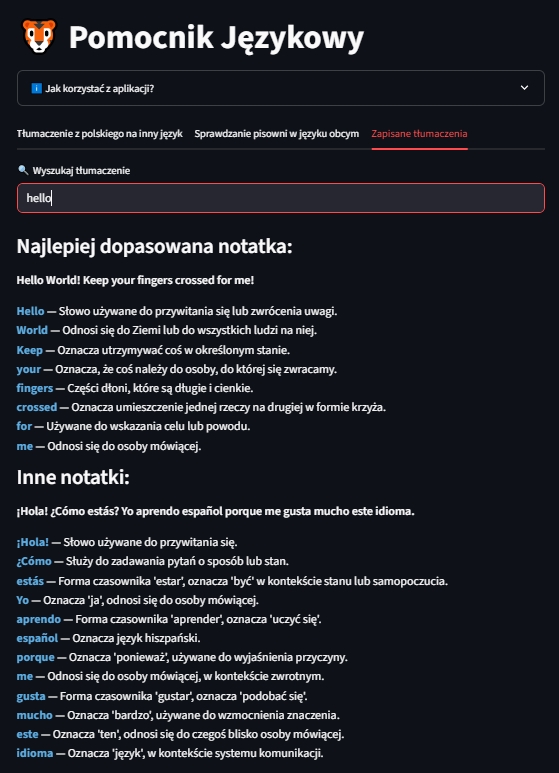 Pomocnik Językowy
Jak korzystać z aplikacji?
Tłumaczenie z polskiego na inny język Sprawdzanie pisowni w języku obcym Zapisane tłumaczenia
Wyszukaj tłumaczenie
hello
Najlepiej dopasowana notatka:
Hello World! Keep your fingers crossed for me!
Hello — Słowo używane do przywitania się lub zwrócenia uwagi.
World — Odnosi się do Ziemi lub do wszystkich ludzi na niej.
Keep — Oznacza utrzymywać coś w określonym stanie.
your — Oznacza, że coś należy do osoby, do której się zwracamy.
fingers — Części dłoni, które są długie i cienkie.
crossed — Oznacza umieszczenie jednej rzeczy na drugiej w formie krzyża.
for — Używane do wskazania celu lub powodu.
me — Odnosi się do osoby mówiącej.
Inne notatki:
¡Hola! ¿Cómo estás? Yo aprendo español porque me gusta mucho este idioma.
¡Hola! — Słowo używane do przywitania się.
¿Cómo — Służy do zadawania pytań o sposób lub stan.
estás — Forma czasownika 'estar', oznacza 'być' w kontekście stanu lub samopoczucia.
Yo — Oznacza 'ja', odnosi się do osoby mówiącej.
aprendo — Forma czasownika 'aprender', oznacza 'uczyć się'.
español — Oznacza język hiszpański.
porque — Oznacza 'ponieważ', używane do wyjaśnienia przyczyny.
me — Odnosi się do osoby mówiącej, w kontekście zwrotnym.
gusta — Forma czasownika 'gustar', oznacza 'podobać się'.
mucho — Oznacza 'bardzo', używane do wzmocnienia znaczenia.
este — Oznacza 'ten', odnosi się do czegoś blisko osoby mówiącej.
idioma — Oznacza 'język', w kontekście systemu komunikacji.